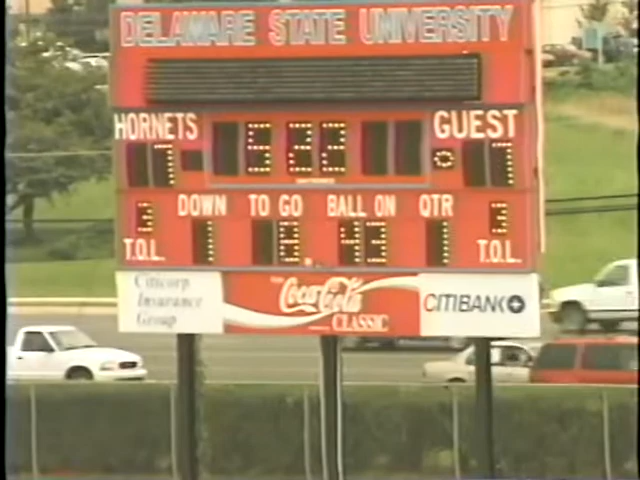 DELAWARE STATE UNIVERSITY
HORNETS GUEST
7 5 22 7
DOWN TO GO BALL ON QTR
3 1 8 43 1 3
T.O.L. T.O.L.
Citicorp
Insurance
Group
Coca-Cola
CLASSIC
CITIBANK